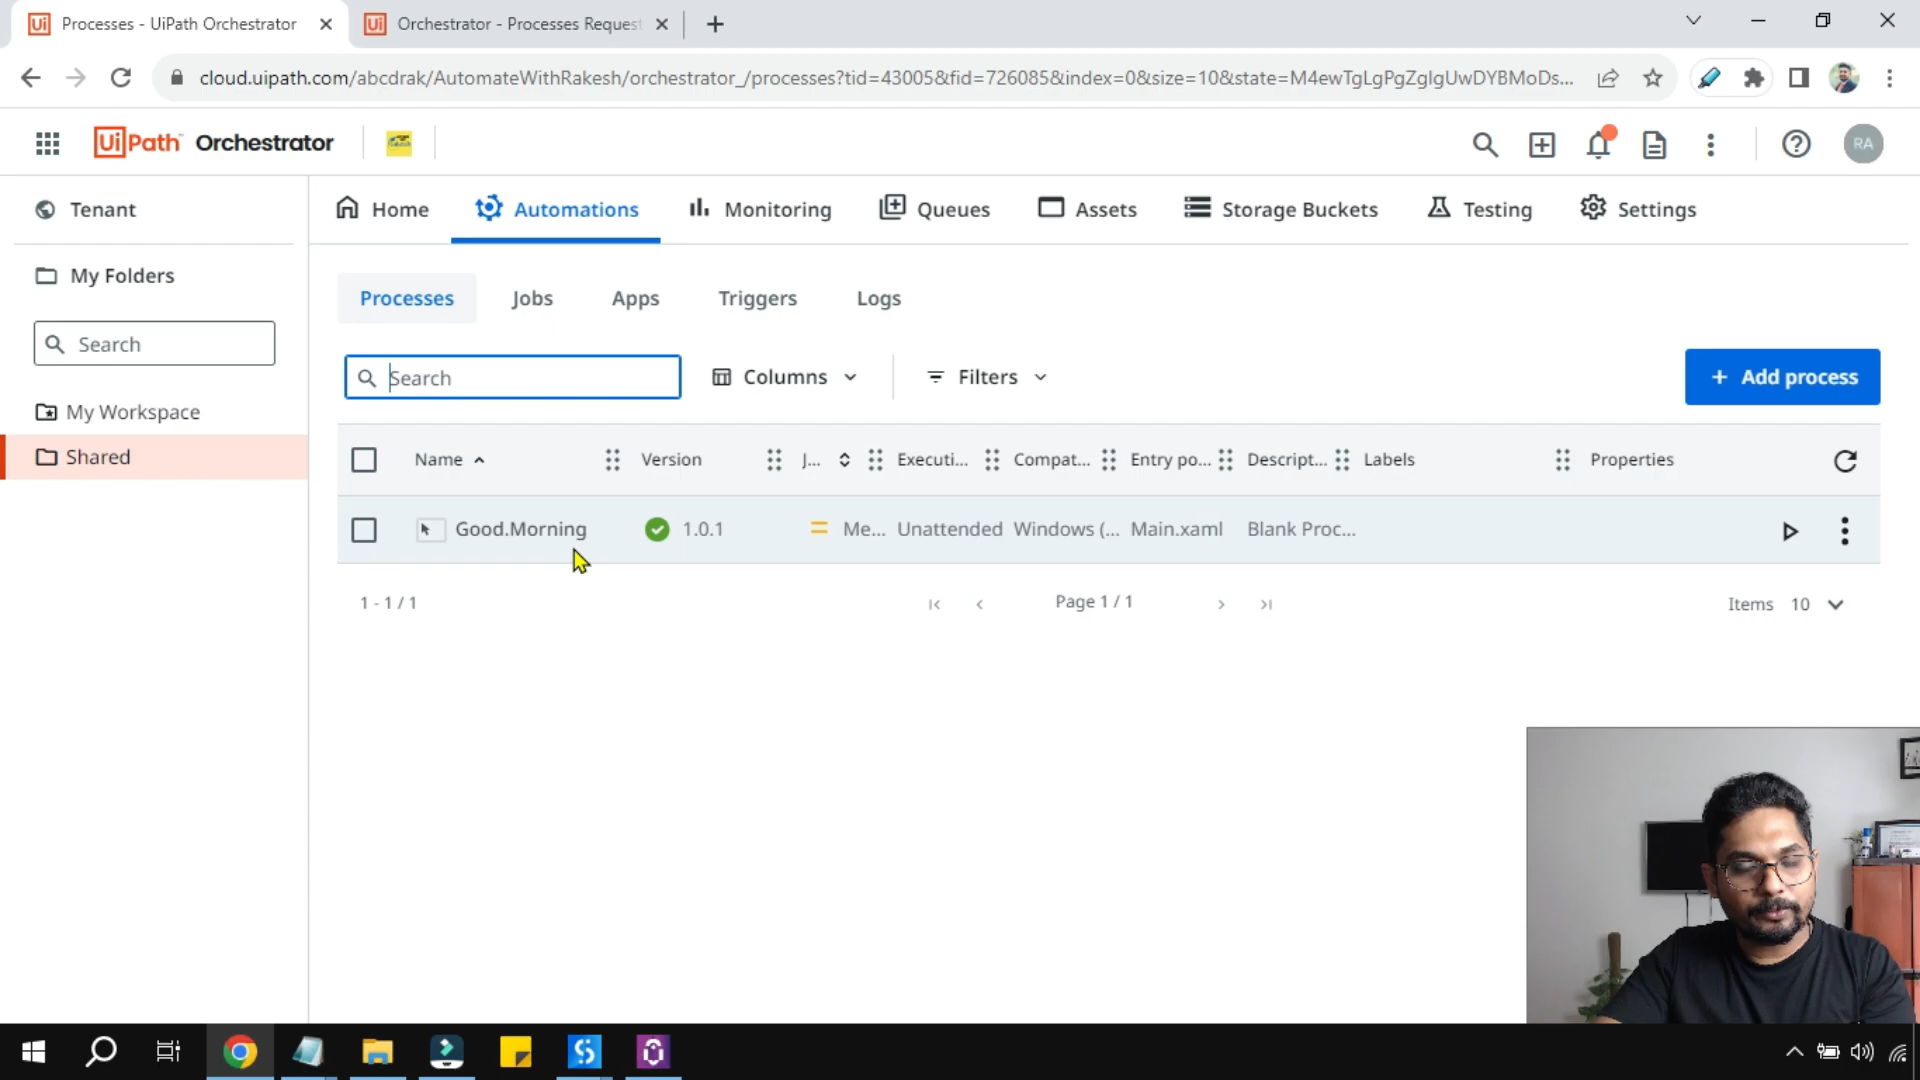 Processes - UiPath Orchestrator
Orchestrator - Processes Request
cloud.uipath.com/abcdrak/AutomateWithRakesh/orchestrator_/processes?tid=43005&fid=726085&index=0&size=10&state=M4ewTgLgPgZgIgUwDYBMoDs...
UiPath Orchestrator
RA
Tenant
Home
Automations
Monitoring
Queues
Assets
Storage Buckets
Testing
Settings
My Folders
Search
My Workspace
Shared
Processes
Jobs
Apps
Triggers
Logs
Search
Columns
Filters
+ Add process
Name
Version
J...
Executi...
Compat...
Entry po...
Descript...
Labels
Properties
Good.Morning
1.0.1
Me...
Unattended
Windows (...
Main.xaml
Blank Proc...
1 - 1 / 1
Page 1 / 1
Items 10